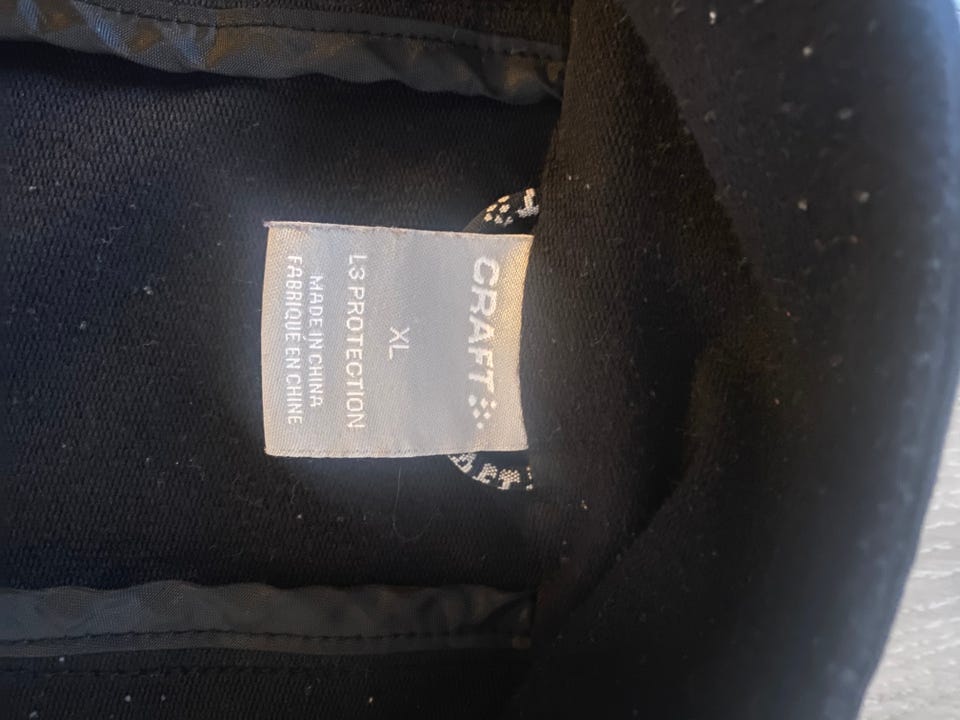 CRAFT
XL
L3 PROTECTION
MADE IN CHINA
FABRIQUÉ EN CHINE